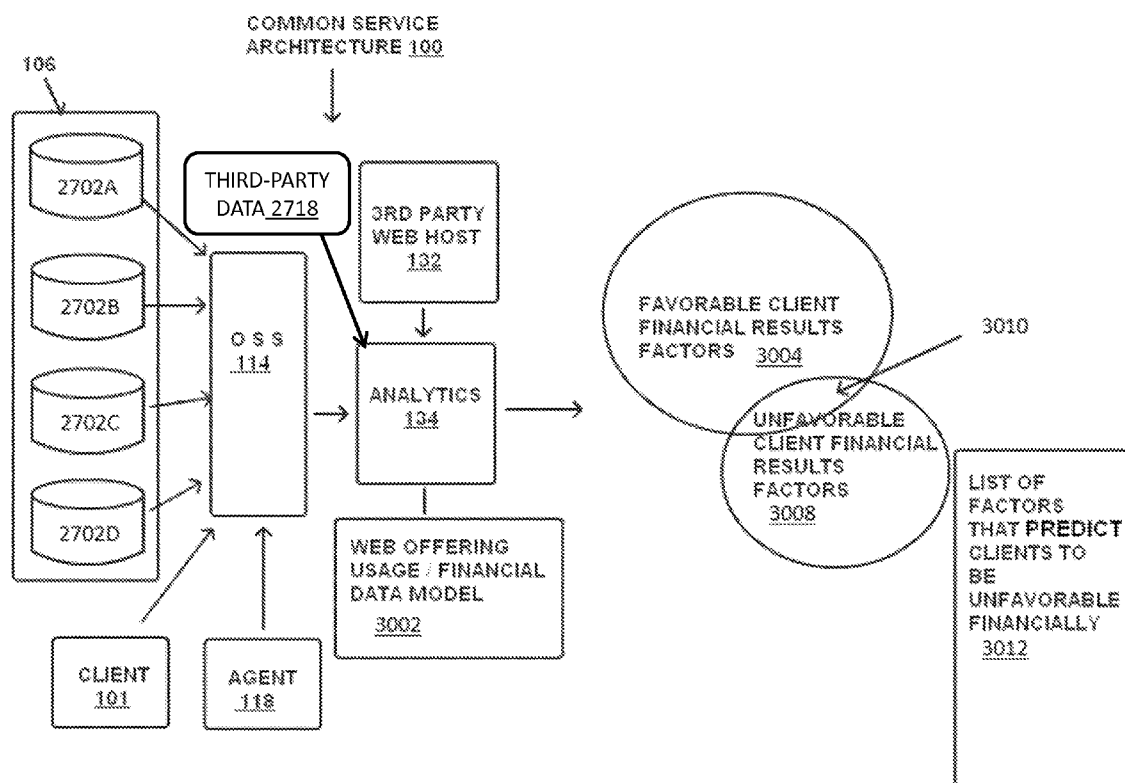 COMMON SERVICE
ARCHITECTURE 100
106
2702A
2702B
2702C
2702D
THIRD-PARTY
DATA 2718
3RD PARTY
WEB HOST
132
O S S
114
ANALYTICS
134
WEB OFFERING
USAGE / FINANCIAL
DATA MODEL
3002
CLIENT
101
AGENT
118
FAVORABLE CLIENT
FINANCIAL RESULTS
FACTORS 3004
3010
UNFAVORABLE
CLIENT FINANCIAL
RESULTS
FACTORS
3008
LIST OF
FACTORS
THAT PREDICT
CLIENTS TO
BE
UNFAVORABLE
FINANCIALLY
3012